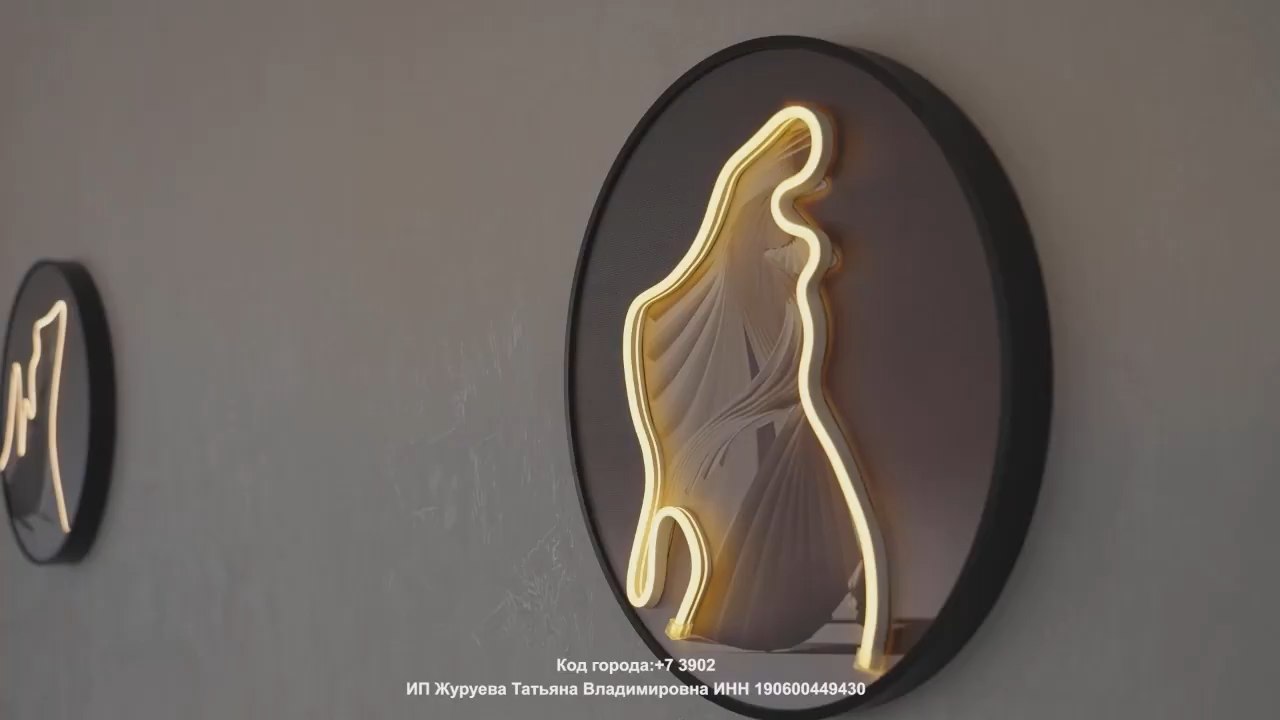 Код города:+7 3902
ИП Журуева Татьяна Владимировна ИНН 190600449430